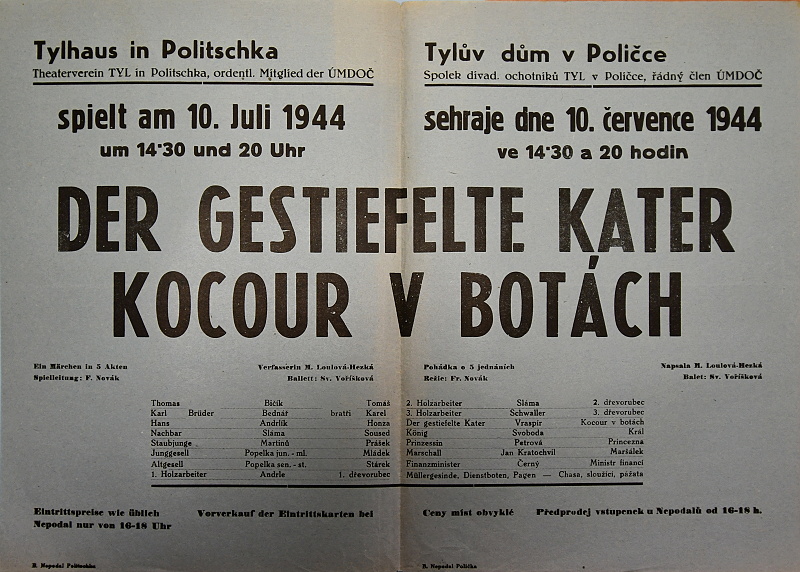 Tylhaus in Politschka
Theaterverein TYL in Politschka, ordentl. Mitglied der ÚMDOČ
spielt am 10. Juli 1944
um 14·30 und 20 Uhr
Tylův dům v Poličce
Spolek divad. ochotníků TYL v Poličce, řádný člen ÚMDOČ
sehraje dne 10. července 1944
ve 14·30 a 20 hodin
DER GESTIEFELTE KATER
KOCOUR V BOTÁCH
Ein Märchen in 5 Akten Verfasserin M. Loulová-Hezká
Spielleitung: F. Novák Ballett: Sv. Voříšková
Pohádka o 5 jednáních Napsala M. Loulová-Hezká
Režie: Fr. Novák Balet: Sv. Voříšková
Thomas Bičík Tomáš
Karl Brüder Bednář bratři Karel
Hans Andrlík Honza
Nachbar Sláma Soused
Staubjunge Martinů Prášek
Junggesell Popelka jun. - ml. Mládek
Altgesell Popelka sen. - st. Stárek
1. Holzarbeiter Andrle 1. dřevorubec
2. Holzarbeiter Sláma 2. dřevorubec
3. Holzarbeiter Schwaller 3. dřevorubec
Der gestiefelte Kater Vraspír Kocour v botách
König Svoboda Král
Prinzessin Petrová Princezna
Marschall Jan Kratochvíl Maršálek
Finanzminister Černý Ministr financí
Müllergesinde, Dienstboten, Pagen — Chasa, sloužící, pážata
Eintrittspreise wie üblich Vorverkauf der Eintrittskarten bei
Nepodal nur von 16-18 Uhr
Ceny míst obvyklé Předprodej vstupenek u Nepodalů od 16-18 h.
R. Nepodal Politschka
R. Nepodal Polička